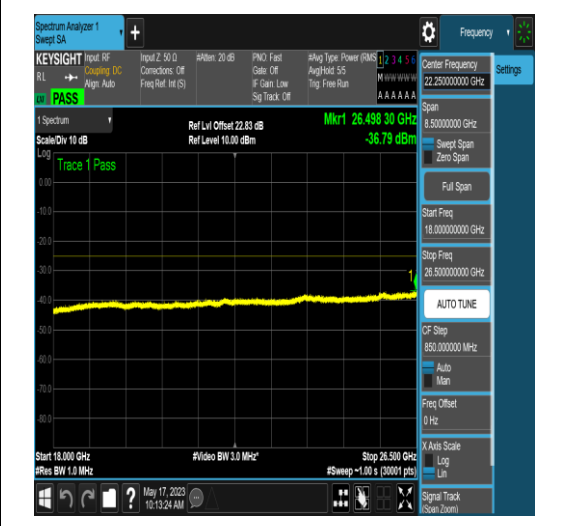 Spectrum Analyzer 1
Swept SA
+
Frequency
KEYSIGHT
Input: RF
Input Z: 50 Ω
#Atten: 20 dB
PNO: Fast
#Avg Type: Power (RMS
1 2 3 4 5 6
RL
Coupling: DC
Corrections: Off
Gate: Off
Avg|Hold: 5/5
M W W W W W
Align: Auto
Freq Ref: Int (S)
IF Gain: Low
Trig: Free Run
Sig Track: Off
A A A A A A
PASS
1 Spectrum
Ref Lvl Offset 22.83 dB
Mkr1 26.498 30 GHz
Scale/Div 10 dB
Ref Level 10.00 dBm
-36.79 dBm
Log
Trace 1 Pass
0.00
-10.0
-20.0
-30.0
1
-40.0
-50.0
-60.0
-70.0
-80.0
Start 18.000 GHz
#Video BW 3.0 MHz*
Stop 26.500 GHz
#Res BW 1.0 MHz
#Sweep ~1.00 s (30001 pts)
?
May 17, 2023
10:13:24 AM
Center Frequency
22.250000000 GHz
Settings
Span
8.50000000 GHz
Swept Span
Zero Span
Full Span
Start Freq
18.000000000 GHz
Stop Freq
26.500000000 GHz
AUTO TUNE
CF Step
850.000000 MHz
Auto
Man
Freq Offset
0 Hz
X Axis Scale
Log
Lin
Signal Track
(Span Zoom)